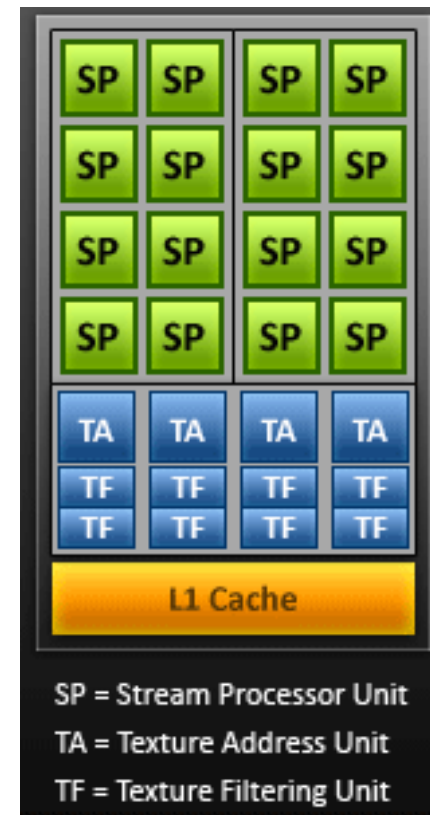 SP SP SP SP
SP SP SP SP
SP SP SP SP
SP SP SP SP
TA TA TA TA
TF TF TF TF
TF TF TF TF
L1 Cache
SP = Stream Processor Unit
TA = Texture Address Unit
TF = Texture Filtering Unit